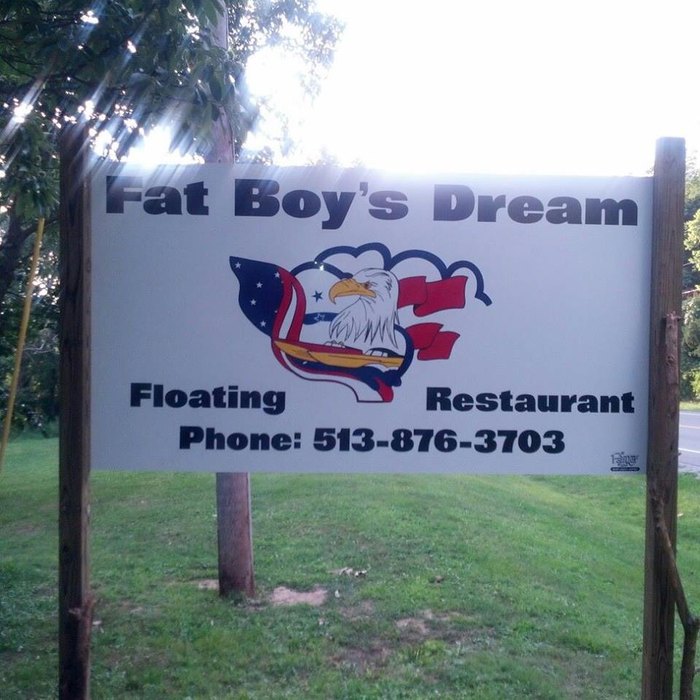 Fat Boy's Dream
Floating Restaurant
Phone: 513-876-3703